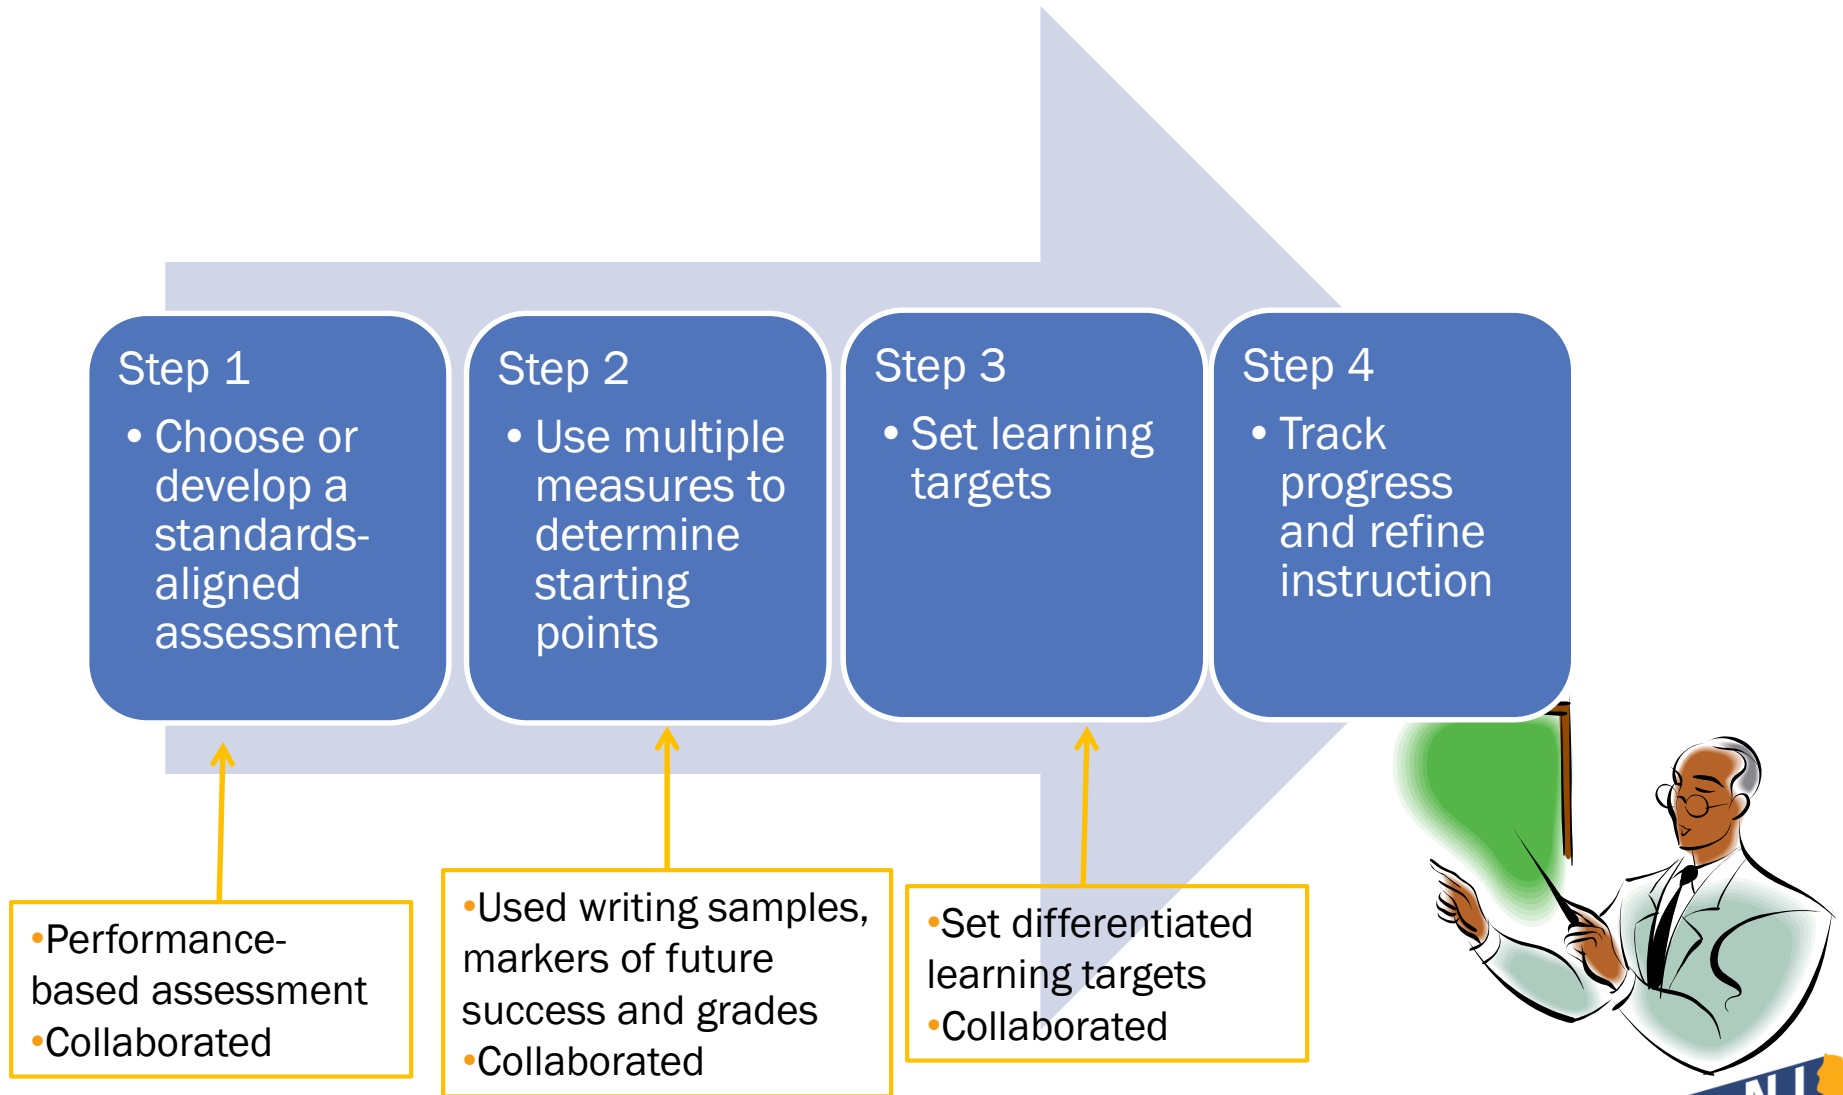 Step 1
• Choose or
develop a
standards-
aligned
assessment
Step 2
• Use multiple
measures to
determine
starting
points
Step 3
• Set learning
targets
Step 4
• Track
progress
and refine
instruction
•Performance-
based assessment
•Collaborated
•Used writing samples,
markers of future
success and grades
•Collaborated
•Set differentiated
learning targets
•Collaborated
NJ